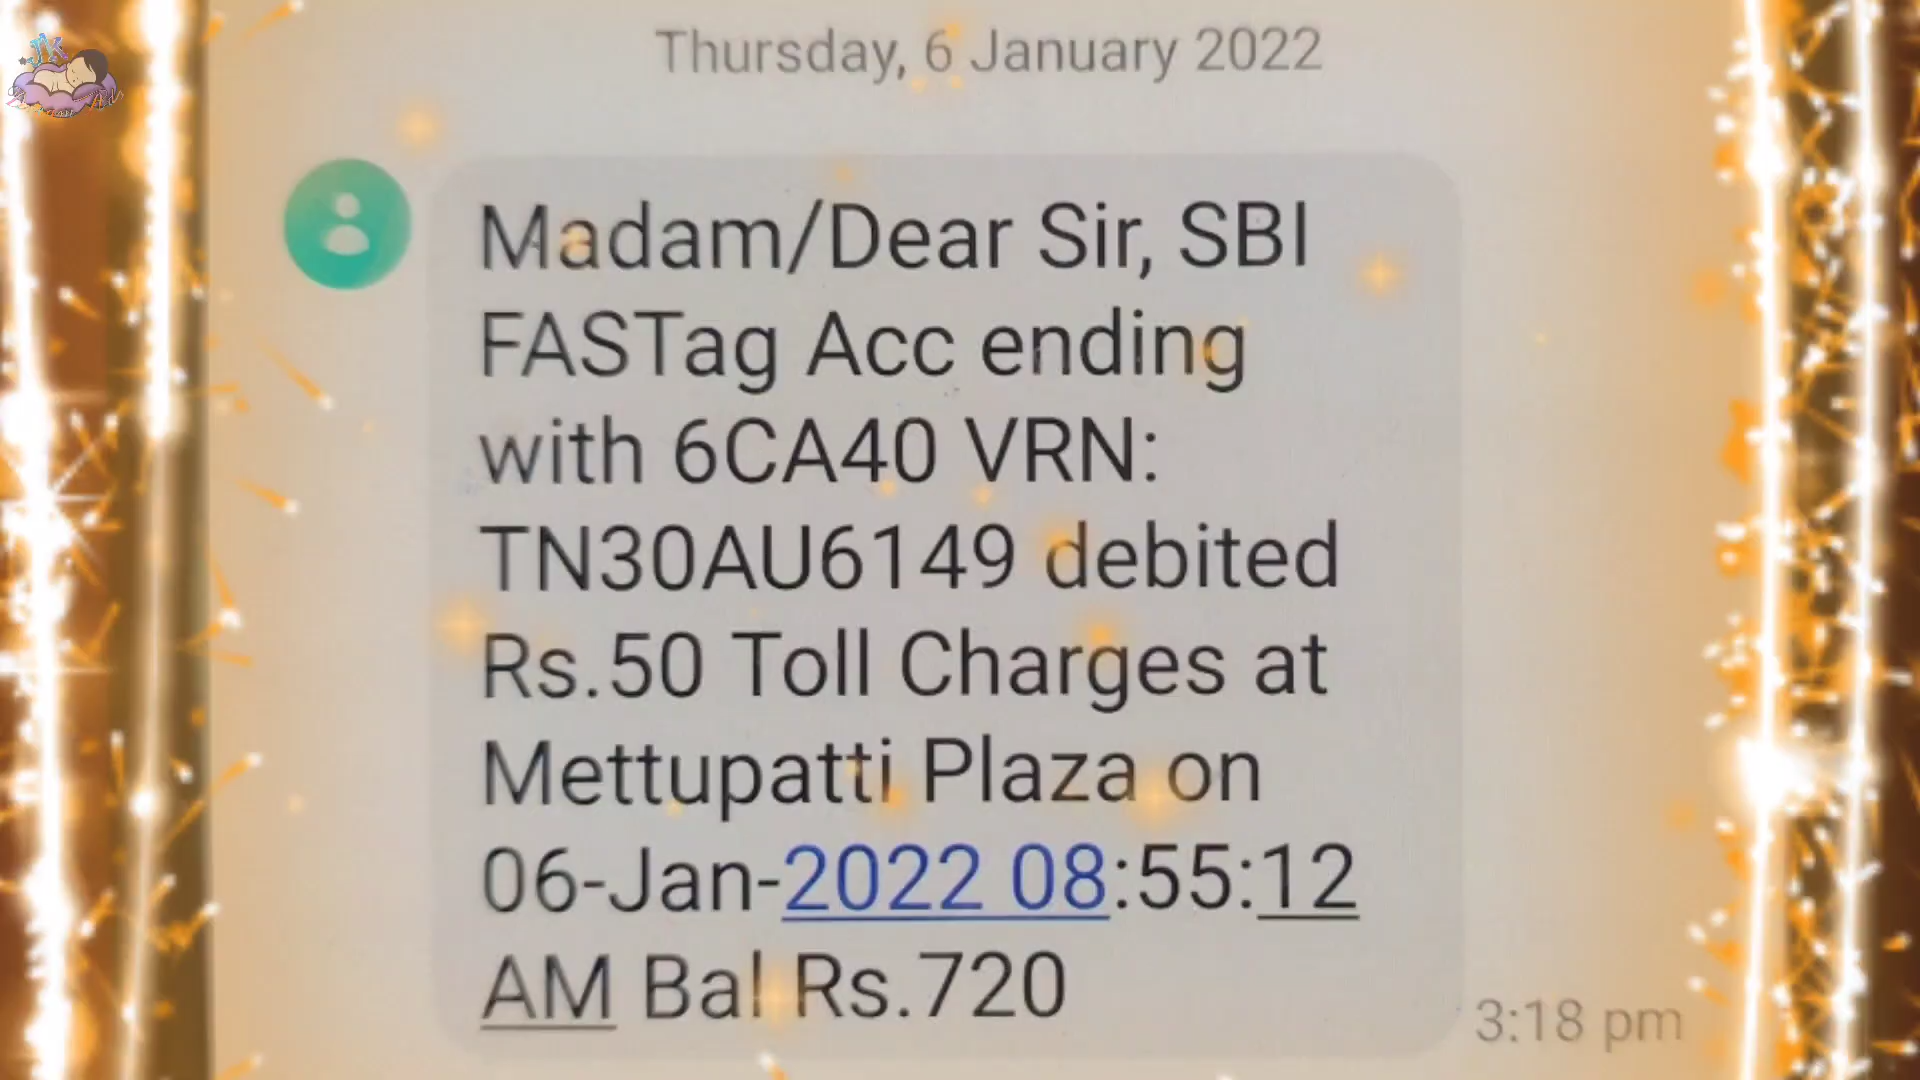 JK
Thursday, 6 January 2022
Madam/Dear Sir, SBI
FASTag Acc ending
with 6CA40 VRN:
TN30AU6149 debited
Rs.50 Toll Charges at
Mettupatti Plaza on
06-Jan-2022 08:55:12
AM Bal Rs.720
3:18 pm